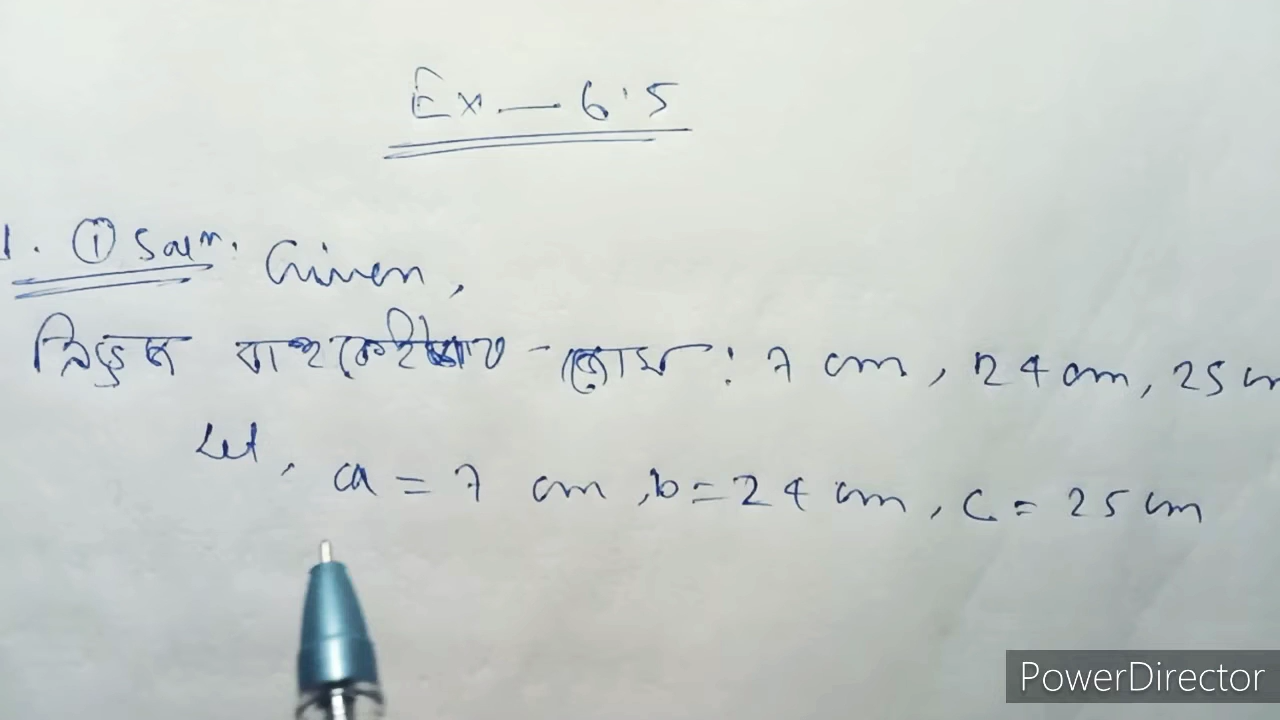 Ex — 6.5
1. (i) Solⁿ. Given,
ত্রিভুজ বাহু : 7 cm, 24 cm, 25 cm
Let, a = 7 cm, b = 24 cm, c = 25 cm
PowerDirector